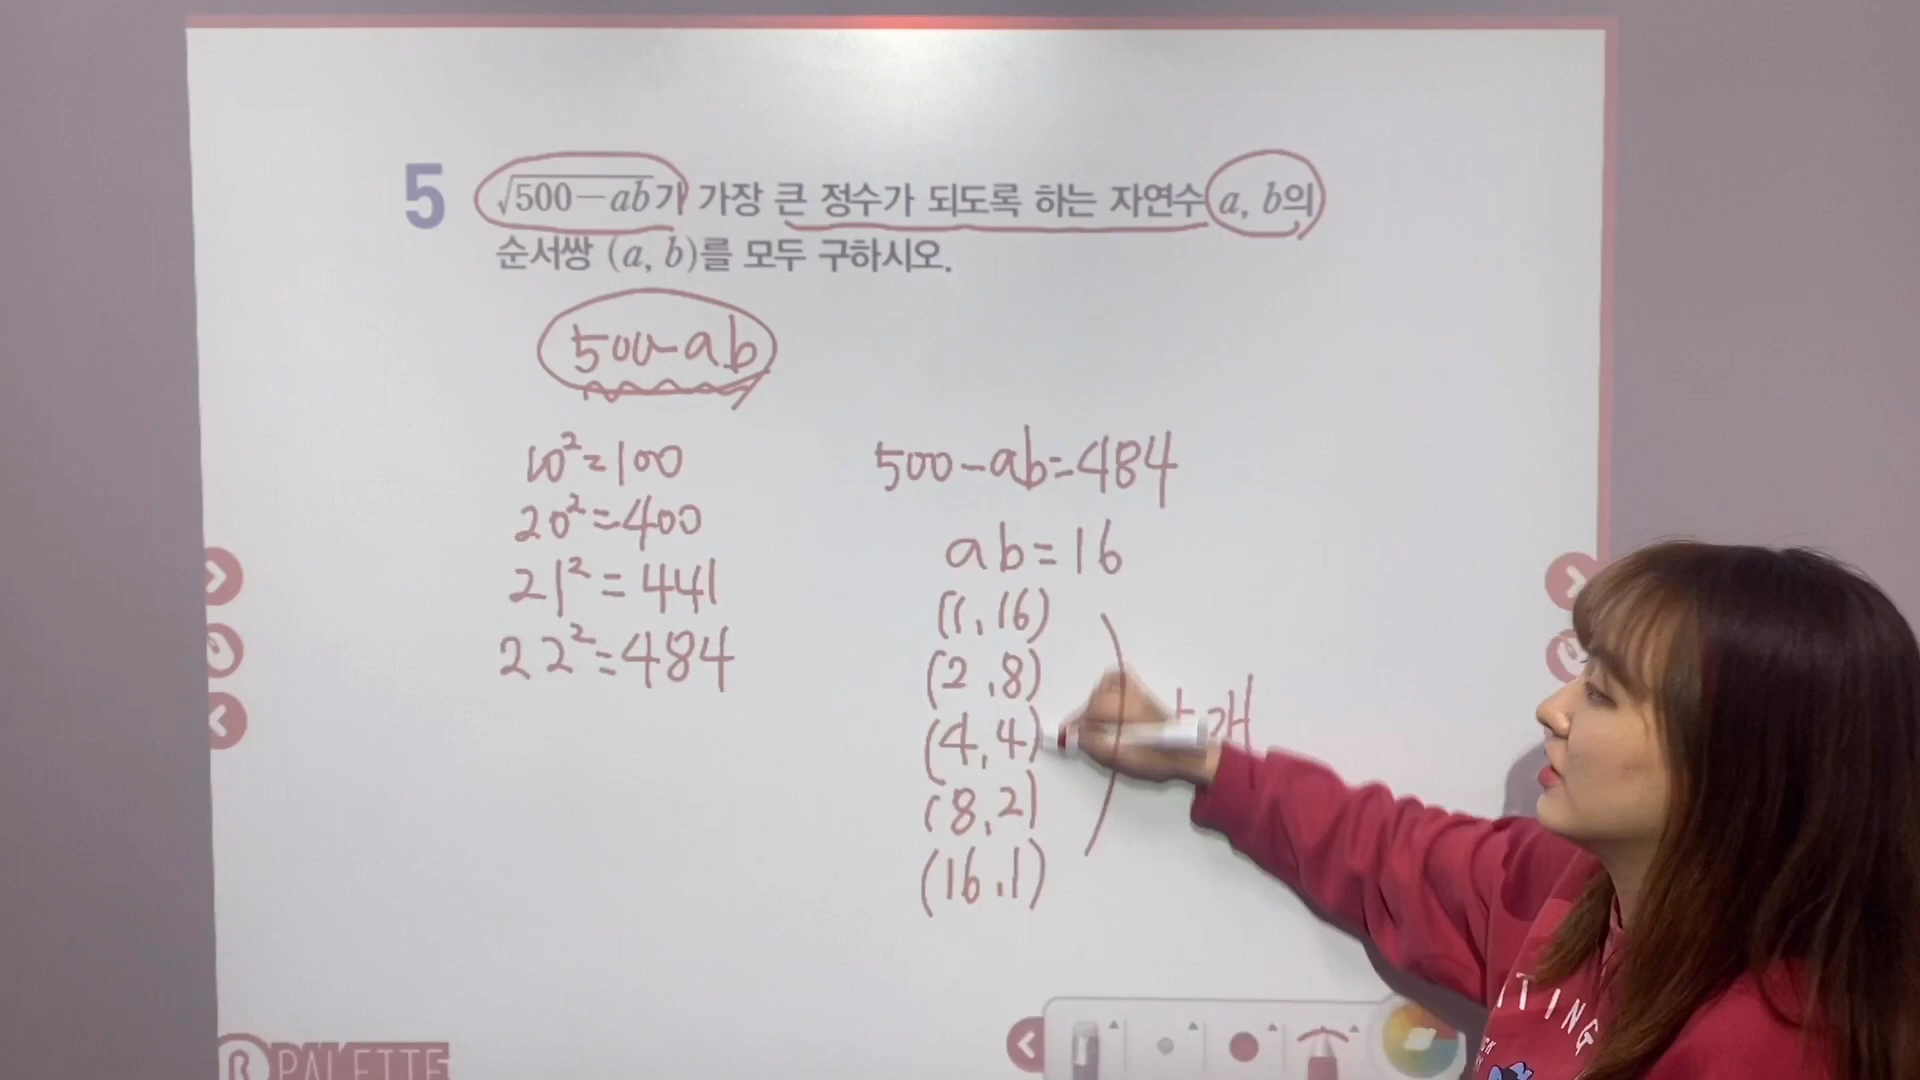 5 √500−ab가 가장 큰 정수가 되도록 하는 자연수 a, b의
순서쌍 (a, b)를 모두 구하시오.
500-ab
10²=100
20²=400
21²=441
22²=484
500-ab=484
ab=16
(1, 16)
(2, 8)
(4, 4)
(8, 2)
(16, 1)
개
PALETTE